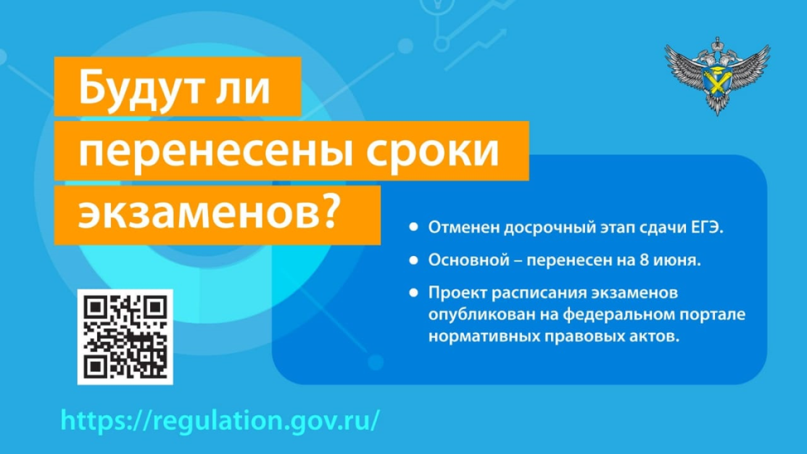 Будут ли
перенесены сроки
экзаменов?
● Отменен досрочный этап сдачи ЕГЭ.
● Основной – перенесен на 8 июня.
● Проект расписания экзаменов
опубликован на федеральном портале
нормативных правовых актов.
https://regulation.gov.ru/